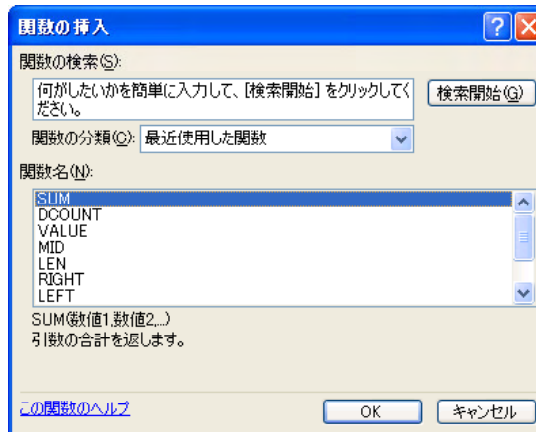 関数の挿入
関数の検索(S):
何がしたいかを簡単に入力して、[検索開始] をクリックしてく
ださい。
検索開始(G)
関数の分類(C): 最近使用した関数
関数名(N):
SUM
DCOUNT
VALUE
MID
LEN
RIGHT
LEFT
SUM(数値1,数値2,...)
引数の合計を返します。
この関数のヘルプ
OK キャンセル